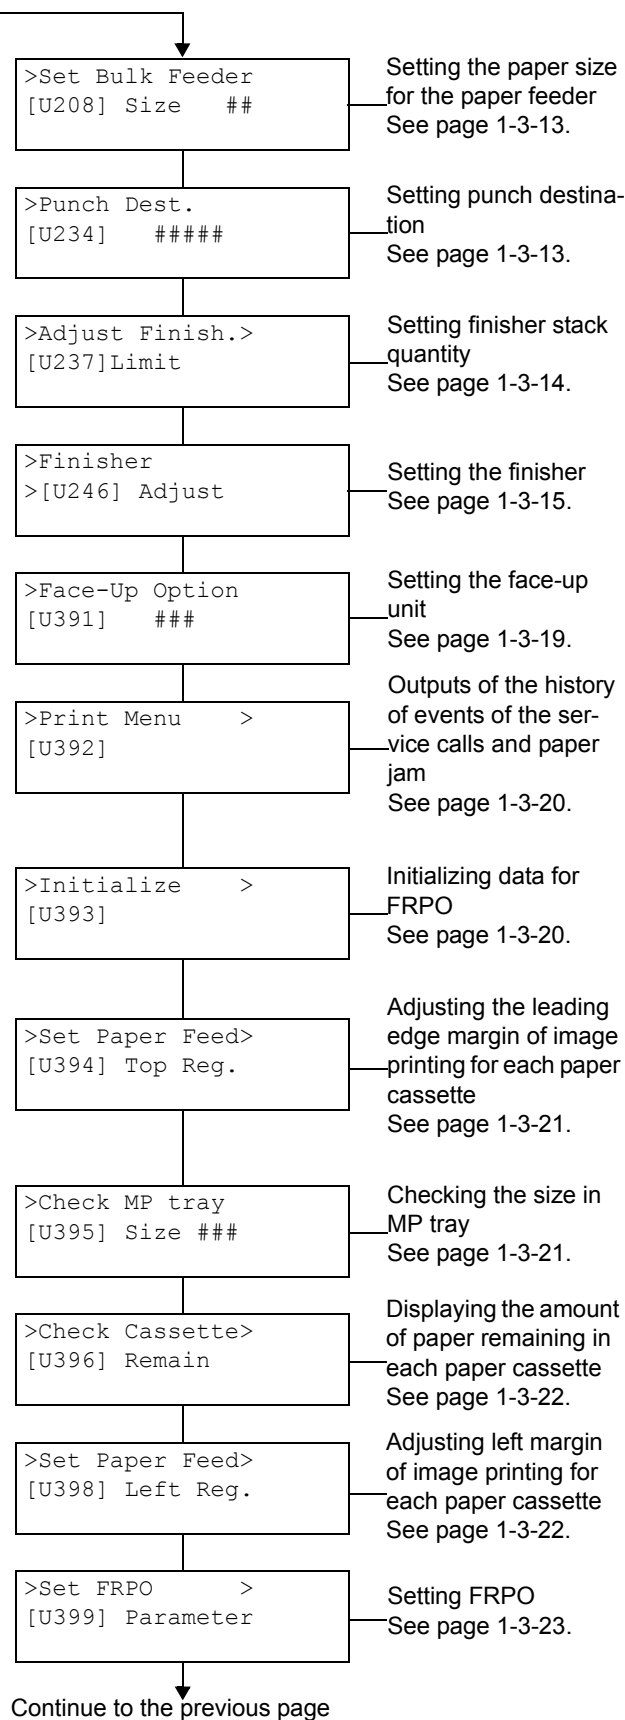 >Set Bulk Feeder
[U208] Size ##
Setting the paper size
for the paper feeder
See page 1-3-13.
>Punch Dest.
[U234] #####
Setting punch destina-
tion
See page 1-3-13.
>Adjust Finish.>
[U237]Limit
Setting finisher stack
quantity
See page 1-3-14.
>Finisher
>[U246] Adjust
Setting the finisher
See page 1-3-15.
>Face-Up Option
[U391] ###
Setting the face-up
unit
See page 1-3-19.
>Print Menu >
[U392]
Outputs of the history
of events of the ser-
vice calls and paper
jam
See page 1-3-20.
>Initialize >
[U393]
Initializing data for
FRPO
See page 1-3-20.
>Set Paper Feed>
[U394] Top Reg.
Adjusting the leading
edge margin of image
printing for each paper
cassette
See page 1-3-21.
>Check MP tray
[U395] Size ###
Checking the size in
MP tray
See page 1-3-21.
>Check Cassette>
[U396] Remain
Displaying the amount
of paper remaining in
each paper cassette
See page 1-3-22.
>Set Paper Feed>
[U398] Left Reg.
Adjusting left margin
of image printing for
each paper cassette
See page 1-3-22.
>Set FRPO >
[U399] Parameter
Setting FRPO
See page 1-3-23.
Continue to the previous page